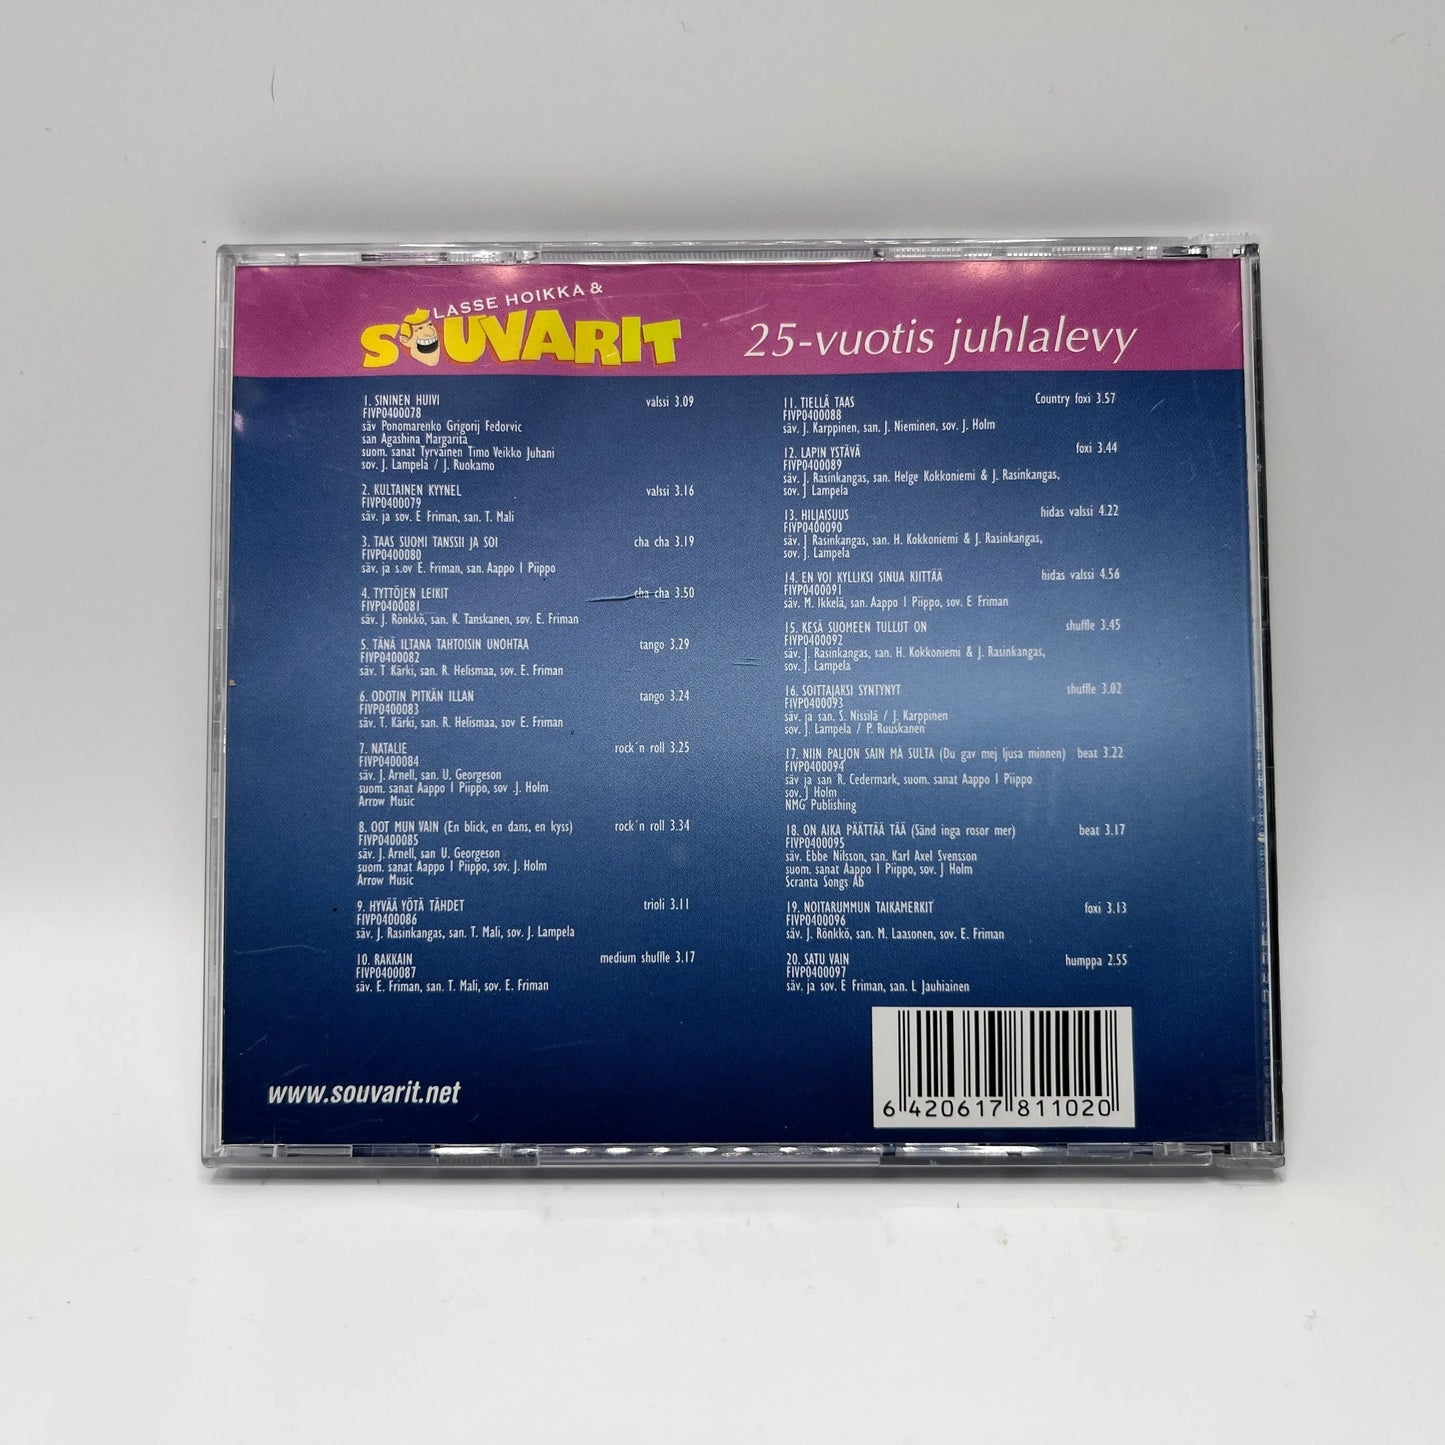 LASSE HOIKKA &
SOUVARIT
25-vuotis juhlalevy
1. SININEN HUIVI valssi 3.09
FIVP0400078
säv Ponomarenko Grigorij Fedorvic
san Agashina Margarita
suom. sanat Tyrväinen Timo Veikko Juhani
sov. J. Lampela / J. Ruokamo
2. KULTAINEN KYYNEL valssi 3.16
FIVP0400079
säv. ja sov. E Friman, san. T. Mali
3. TAAS SUOMI TANSSII JA SOI cha cha 3.19
FIVP0400080
säv. ja s.ov E. Friman, san. Aappo I Piippo
4. TYTTÖJEN LEIKIT cha cha 3.50
FIVP0400081
säv. J. Rönkkö, san. K. Tanskanen, sov. E. Friman
5. TÄNÄ ILTANA TAHTOISIN UNOHTAA tango 3.29
FIVP0400082
säv. T Kärki, san. R. Helismaa, sov. E. Friman
6. ODOTIN PITKÄN ILLAN tango 3.24
FIVP0400083
säv. T. Kärki, san. R. Helismaa, sov E. Friman
7. NATALIE rock´n roll 3.25
FIVP0400084
säv. J. Arnell, san. U. Georgeson
suom. sanat Aappo I Piippo, sov .J. Holm
Arrow Music
8. OOT MUN VAIN (En blick, en dans, en kyss) rock´n roll 3.34
FIVP0400085
säv. J. Arnell, san U. Georgeson
suom. sanat Aappo I Piippo, sov. J. Holm
Arrow Music
9. HYVÄÄ YÖTÄ TÄHDET trioli 3.11
FIVP0400086
säv. J. Rasinkangas, san. T. Mali, sov. J. Lampela
10. RAKKAIN medium shuffle 3.17
FIVP0400087
säv. E. Friman, san. T. Mali, sov. E. Friman
11. TIELLÄ TAAS Country foxi 3.57
FIVP0400088
säv. J. Karppinen, san. J. Nieminen, sov. J. Holm
12. LAPIN YSTÄVÄ foxi 3.44
FIVP0400089
säv. J. Rasinkangas, san. Helge Kokkoniemi & J. Rasinkangas,
sov. J Lampela
13. HILJAISUUS hidas valssi 4.22
FIVP0400090
säv. J Rasinkangas, san. H. Kokkoniemi & J. Rasinkangas,
sov. J. Lampela
14. EN VOI KYLLIKSI SINUA KIITTÄÄ hidas valssi 4.56
FIVP0400091
säv. M. Ikkelä, san. Aappo I Piippo, sov. E Friman
15. KESÄ SUOMEEN TULLUT ON shuffle 3.45
FIVP0400092
säv. J. Rasinkangas, san. H. Kokkoniemi & J. Rasinkangas,
sov. J. Lampela
16. SOITTAJAKSI SYNTYNYT shuffle 3.02
FIVP0400093
säv. ja san. S. Nissilä / J. Karppinen
sov. J. Lampela / P. Ruuskanen
17. NIIN PALJON SAIN MÄ SULTA (Du gav mej ljusa minnen) beat 3.22
FIVP0400094
säv ja san R. Cedermark, suom. sanat Aappo I Piippo
sov. J Holm
NMG Publishing
18. ON AIKA PÄÄTTÄÄ TÄÄ (Sänd inga rosor mer) beat 3.17
FIVP0400095
säv. Ebbe Nilsson, san. Karl Axel Svensson
suom. sanat Aappo I Piippo, sov. J Holm
Scranta Songs Ab
19. NOITARUMMUN TAIKAMERKIT foxi 3.13
FIVP0400096
säv. J. Rönkkö, san. M. Laasonen, sov. E. Friman
20. SATU VAIN humppa 2.55
FIVP0400097
säv. ja sov. E Friman, san. L Jauhiainen
www.souvarit.net
6 420617 811020